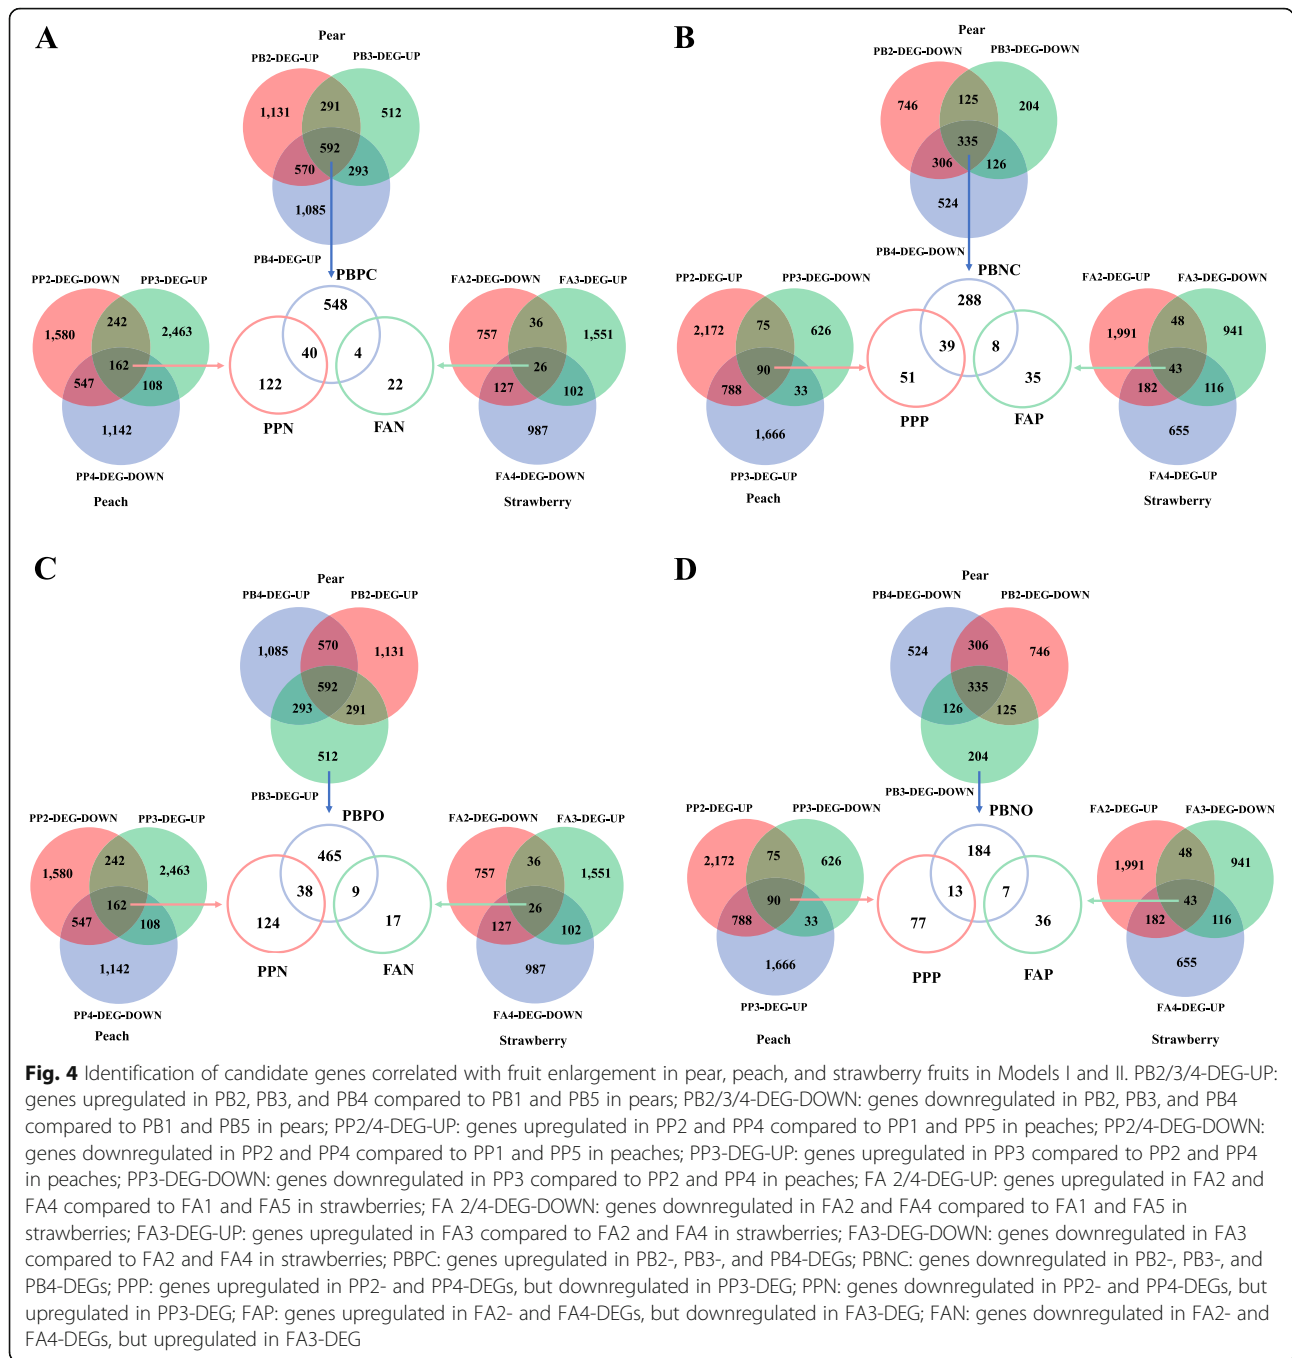 A
Pear
PB2-DEG-UP
PB3-DEG-UP
1,131
291
512
592
570
293
1,085
PB4-DEG-UP
PBPC
PP2-DEG-DOWN
PP3-DEG-UP
1,580
242
2,463
162
547
108
1,142
PP4-DEG-DOWN
Peach
548
40
4
122
22
PPN
FAN
FA2-DEG-DOWN
FA3-DEG-UP
757
36
1,551
26
127
102
987
FA4-DEG-DOWN
Strawberry
B
Pear
PB2-DEG-DOWN
PB3-DEG-DOWN
746
125
204
335
306
126
524
PB4-DEG-DOWN
PBNC
PP2-DEG-UP
PP3-DEG-DOWN
2,172
75
626
90
788
33
1,666
PP3-DEG-UP
Peach
288
39
8
51
35
PPP
FAP
FA2-DEG-UP
FA3-DEG-DOWN
1,991
48
941
43
182
116
655
FA4-DEG-UP
Strawberry
C
Pear
PB4-DEG-UP
PB2-DEG-UP
1,085
570
1,131
592
293
291
512
PB3-DEG-UP
PBPO
PP2-DEG-DOWN
PP3-DEG-UP
1,580
242
2,463
162
547
108
1,142
PP4-DEG-DOWN
Peach
465
38
9
124
17
PPN
FAN
FA2-DEG-DOWN
FA3-DEG-UP
757
36
1,551
26
127
102
987
FA4-DEG-DOWN
Strawberry
D
Pear
PB4-DEG-DOWN
PB2-DEG-DOWN
524
306
746
335
126
125
204
PB3-DEG-DOWN
PBNO
PP2-DEG-UP
PP3-DEG-DOWN
2,172
75
626
90
788
33
1,666
PP3-DEG-UP
Peach
184
13
7
77
36
PPP
FAP
FA2-DEG-UP
FA3-DEG-DOWN
1,991
48
941
43
182
116
655
FA4-DEG-UP
Strawberry
Fig. 4 Identification of candidate genes correlated with fruit enlargement in pear, peach, and strawberry fruits in Models I and II. PB2/3/4-DEG-UP:
genes upregulated in PB2, PB3, and PB4 compared to PB1 and PB5 in pears; PB2/3/4-DEG-DOWN: genes downregulated in PB2, PB3, and PB4
compared to PB1 and PB5 in pears; PP2/4-DEG-UP: genes upregulated in PP2 and PP4 compared to PP1 and PP5 in peaches; PP2/4-DEG-DOWN:
genes downregulated in PP2 and PP4 compared to PP1 and PP5 in peaches; PP3-DEG-UP: genes upregulated in PP3 compared to PP2 and PP4
in peaches; PP3-DEG-DOWN: genes downregulated in PP3 compared to PP2 and PP4 in peaches; FA 2/4-DEG-UP: genes upregulated in FA2 and
FA4 compared to FA1 and FA5 in strawberries; FA 2/4-DEG-DOWN: genes downregulated in FA2 and FA4 compared to FA1 and FA5 in
strawberries; FA3-DEG-UP: genes upregulated in FA3 compared to FA2 and FA4 in strawberries; FA3-DEG-DOWN: genes downregulated in FA3
compared to FA2 and FA4 in strawberries; PBPC: genes upregulated in PB2-, PB3-, and PB4-DEGs; PBNC: genes downregulated in PB2-, PB3-, and
PB4-DEGs; PPP: genes upregulated in PP2- and PP4-DEGs, but downregulated in PP3-DEG; PPN: genes downregulated in PP2- and PP4-DEGs, but
upregulated in PP3-DEG; FAP: genes upregulated in FA2- and FA4-DEGs, but downregulated in FA3-DEG; FAN: genes downregulated in FA2- and
FA4-DEGs, but upregulated in FA3-DEG